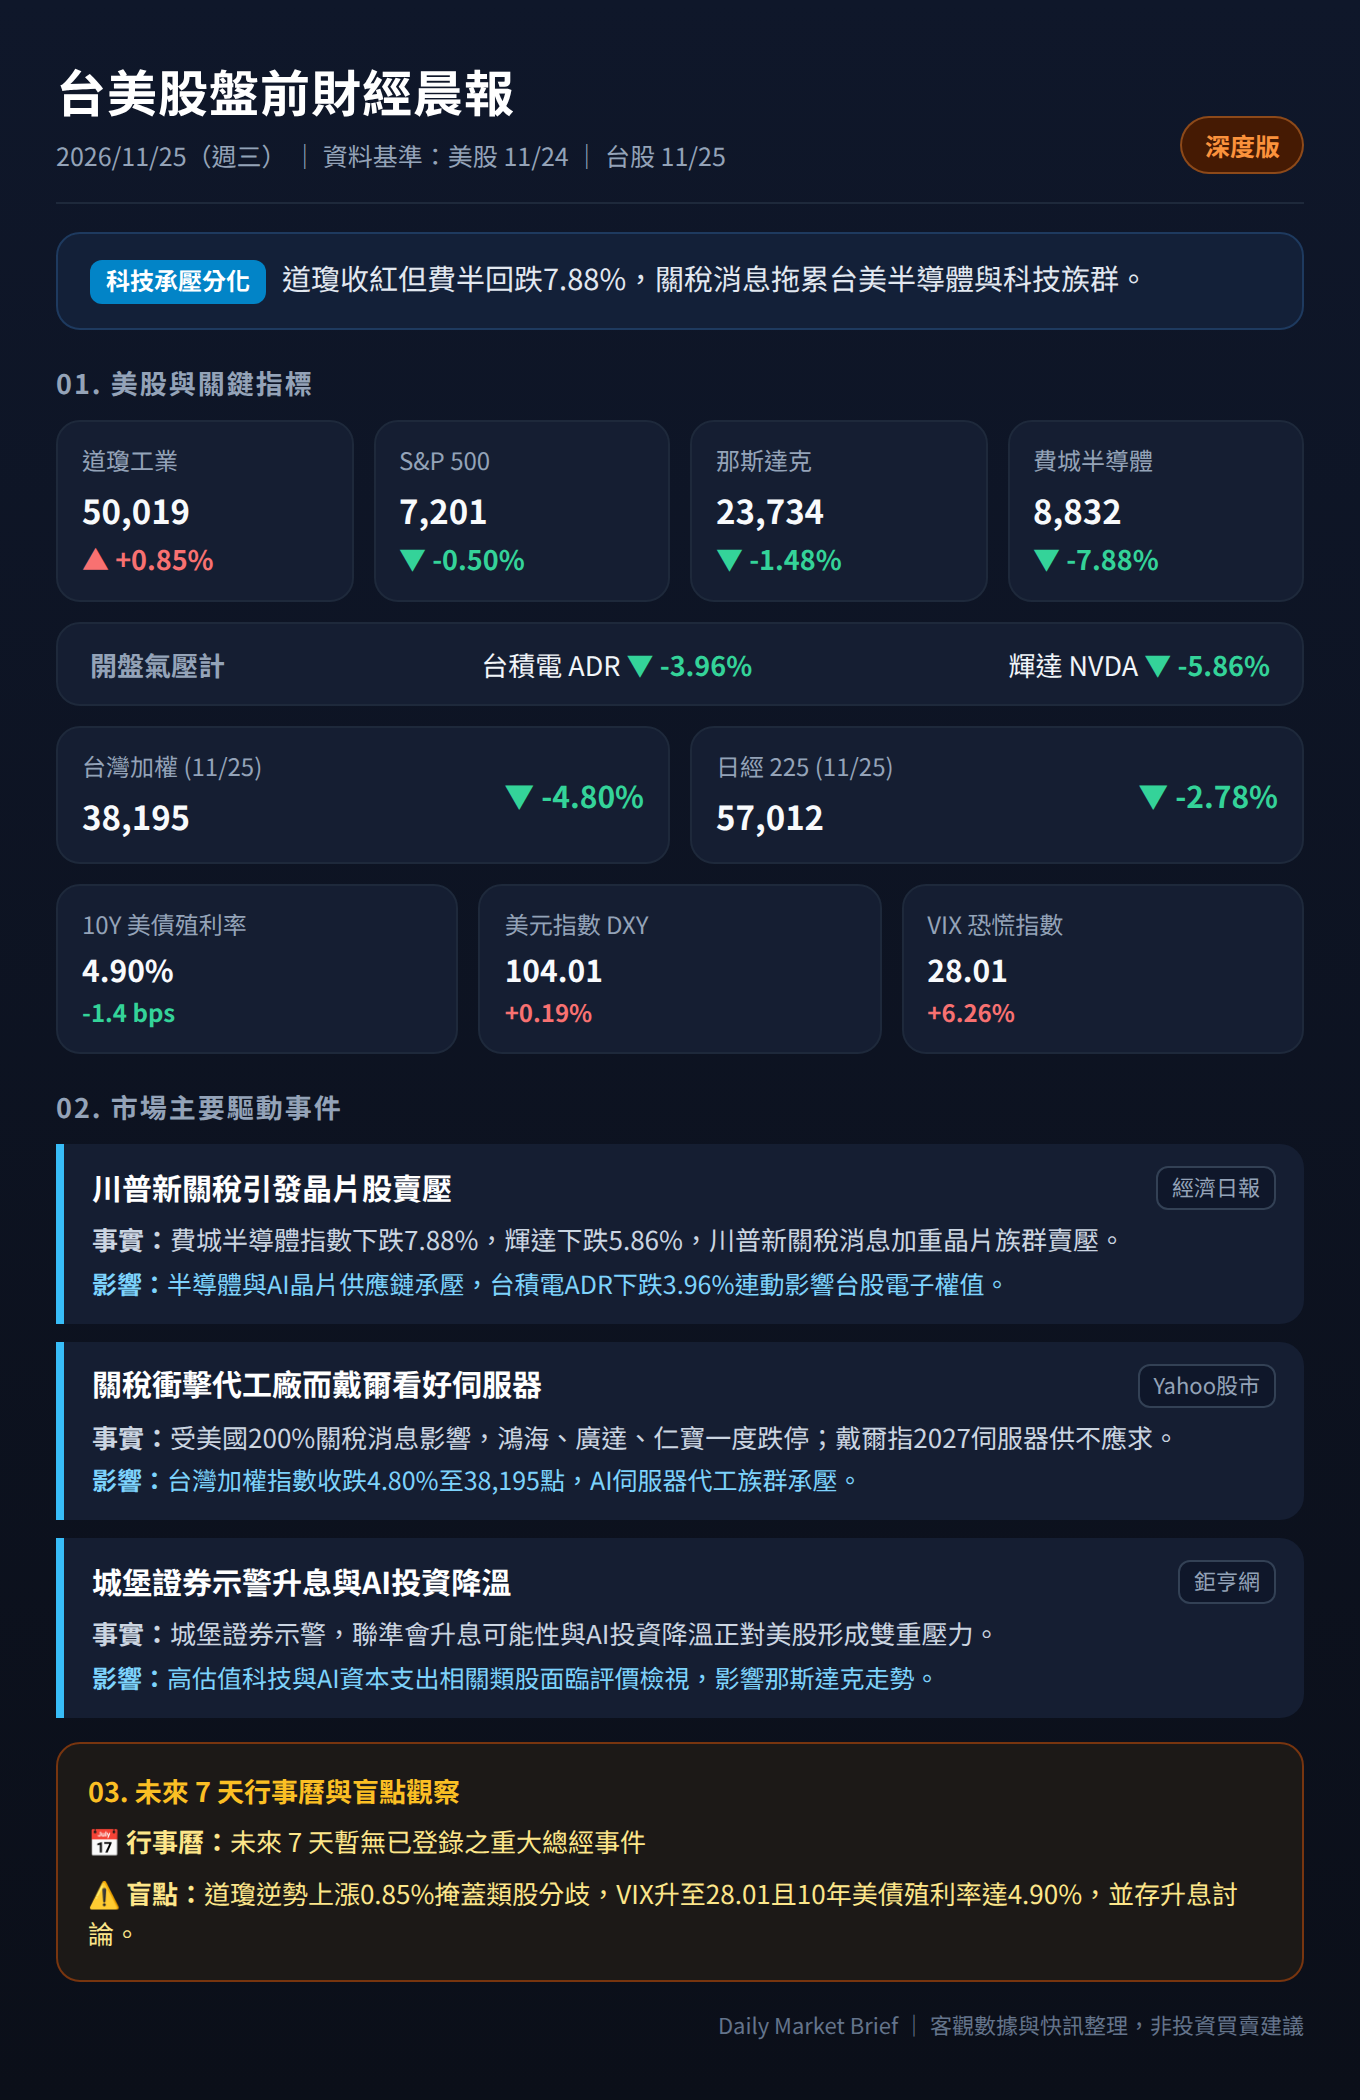 台美股盤前財經晨報
2026/11/25（週三）｜ 資料基準：美股 11/24 ｜ 台股 11/25
深度版
科技承壓分化 道瓊收紅但費半回跌7.88%，關稅消息拖累台美半導體與科技族群。
01. 美股與關鍵指標
道瓊工業
50,019
▲ +0.85%
S&P 500
7,201
▼ -0.50%
那斯達克
23,734
▼ -1.48%
費城半導體
8,832
▼ -7.88%
開盤氣壓計 台積電 ADR ▼ -3.96% 輝達 NVDA ▼ -5.86%
台灣加權 (11/25)
38,195
▼ -4.80%
日經 225 (11/25)
57,012
▼ -2.78%
10Y 美債殖利率
4.90%
-1.4 bps
美元指數 DXY
104.01
+0.19%
VIX 恐慌指數
28.01
+6.26%
02. 市場主要驅動事件
川普新關稅引發晶片股賣壓
經濟日報
事實：費城半導體指數下跌7.88%，輝達下跌5.86%，川普新關稅消息加重晶片族群賣壓。
影響：半導體與AI晶片供應鏈承壓，台積電ADR下跌3.96%連動影響台股電子權值。
關稅衝擊代工廠而戴爾看好伺服器
Yahoo股市
事實：受美國200%關稅消息影響，鴻海、廣達、仁寶一度跌停；戴爾指2027伺服器供不應求。
影響：台灣加權指數收跌4.80%至38,195點，AI伺服器代工族群承壓。
城堡證券示警升息與AI投資降溫
鉅亨網
事實：城堡證券示警，聯準會升息可能性與AI投資降溫正對美股形成雙重壓力。
影響：高估值科技與AI資本支出相關類股面臨評價檢視，影響那斯達克走勢。
03. 未來 7 天行事曆與盲點觀察
📅 行事曆：未來 7 天暫無已登錄之重大總經事件
⚠️ 盲點：道瓊逆勢上漲0.85%掩蓋類股分歧，VIX升至28.01且10年美債殖利率達4.90%，並存升息討
論。
Daily Market Brief ｜ 客觀數據與快訊整理，非投資買賣建議